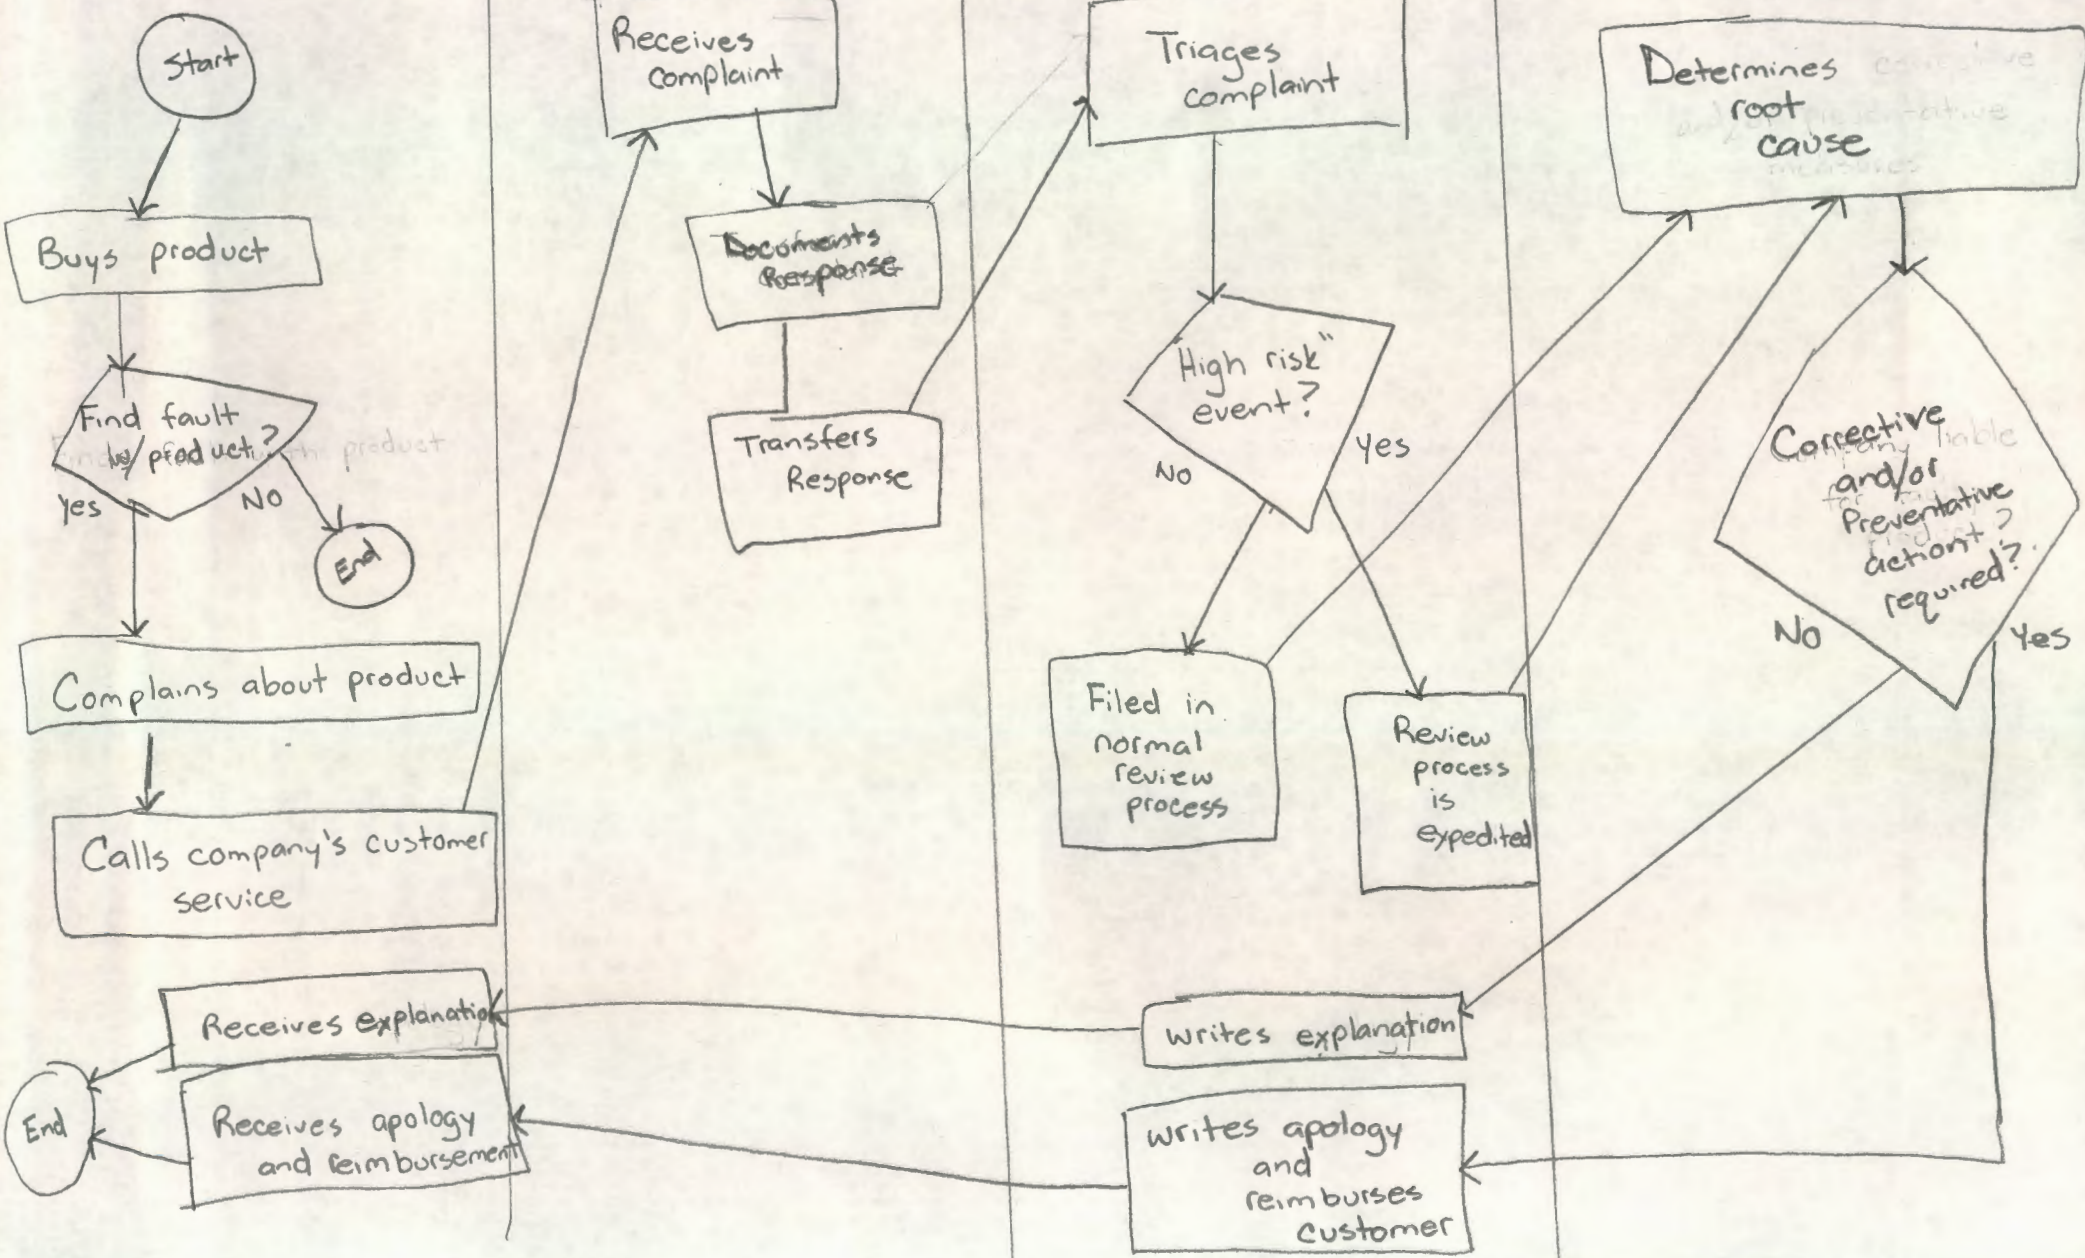 Start
Buys product
Find fault
w/ product?
Yes
No
End
Complains about product
Calls company's customer
service
Receives explanation
Receives apology
and reimbursement
End
Receives
complaint
Documents
Response
Transfers
Response
Triages
complaint
"High risk"
event?
No
Yes
Filed in
normal
review
process
Review
process
is
expedited
writes explanation
writes apology
and
reimburses
customer
Determines
root
cause
Corrective
and/or
Preventative
action?
required?
No
Yes